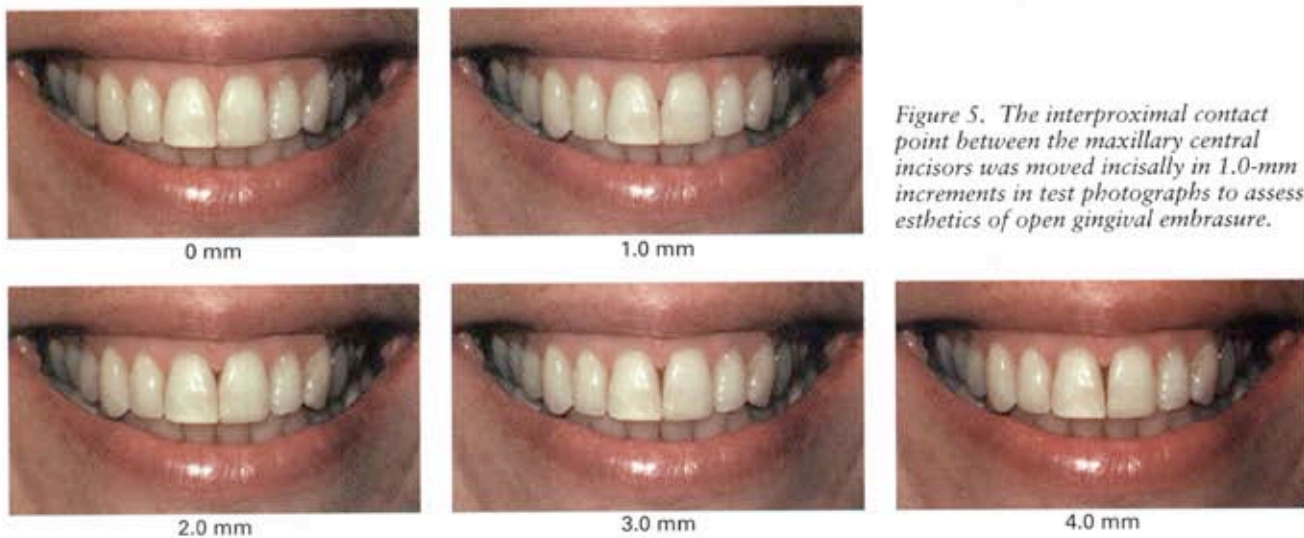 Figure 5. The interproximal contact
point between the maxillary central
incisors was moved incisally in 1.0-mm
increments in test photographs to assess
esthetics of open gingival embrasure.
0 mm
1.0 mm
2.0 mm
3.0 mm
4.0 mm